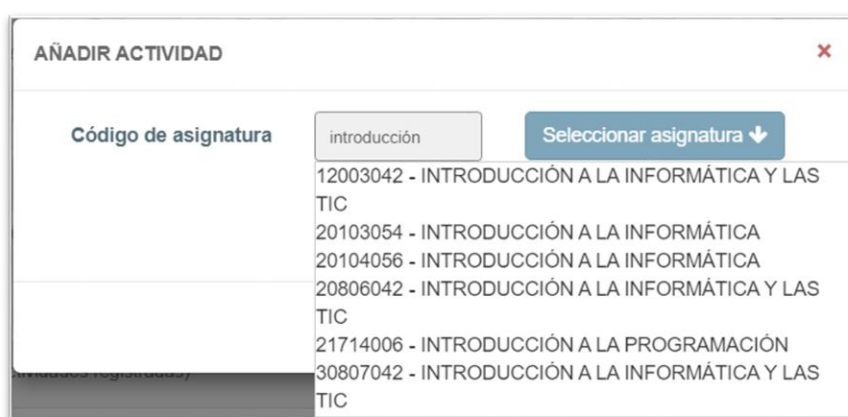 AÑADIR ACTIVIDAD
Código de asignatura
introducción
Seleccionar asignatura
12003042 - INTRODUCCIÓN A LA INFORMÁTICA Y LAS
TIC
20103054 - INTRODUCCIÓN A LA INFORMÁTICA
20104056 - INTRODUCCIÓN A LA INFORMÁTICA
20806042 - INTRODUCCIÓN A LA INFORMÁTICA Y LAS
TIC
21714006 - INTRODUCCIÓN A LA PROGRAMACIÓN
30807042 - INTRODUCCIÓN A LA INFORMÁTICA Y LAS
TIC